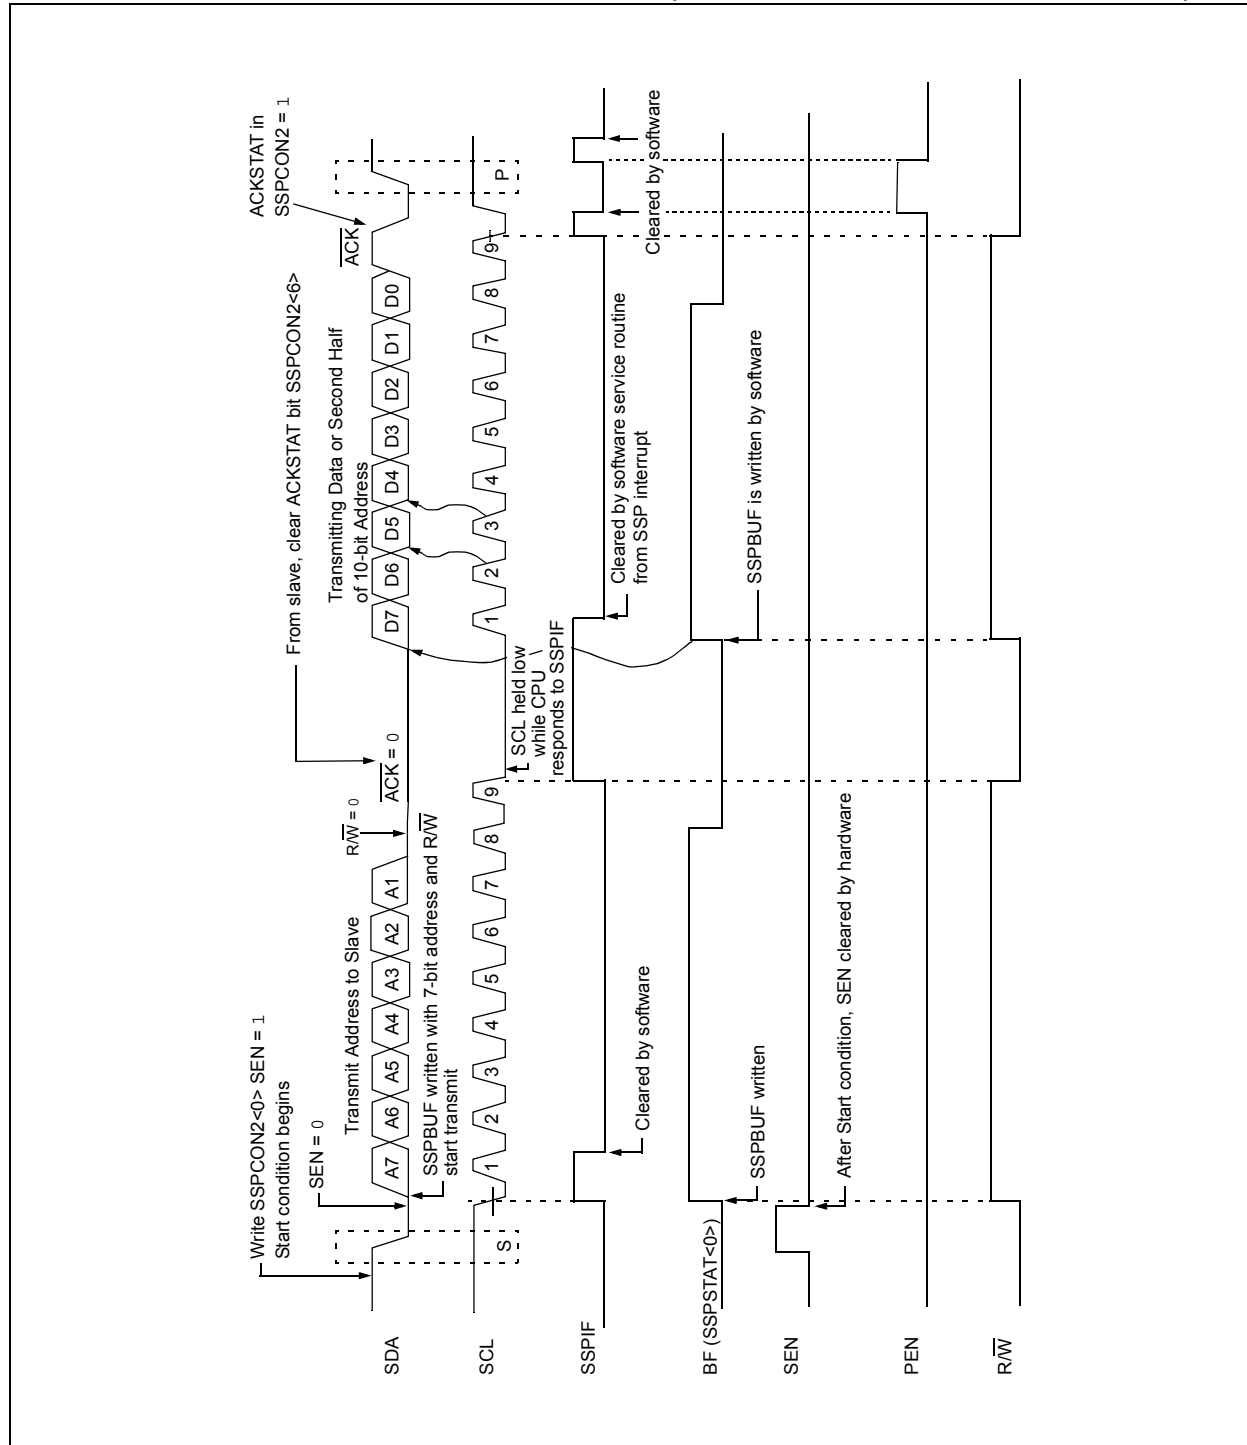 Write SSPCON2<0> SEN = 1
Start condition begins
SEN = 0
From slave, clear ACKSTAT bit SSPCON2<6>
ACKSTAT in
SSPCON2 = 1
Transmit Address to Slave
R/W = 0
ACK = 0
Transmitting Data or Second Half
of 10-bit Address
ACK
SDA
A7 A6 A5 A4 A3 A2 A1
D7 D6 D5 D4 D3 D2 D1 D0
SSPBUF written with 7-bit address and R/W
start transmit
SCL
S
1 2 3 4 5 6 7 8 9
1 2 3 4 5 6 7 8 9
P
SCL held low
while CPU
responds to SSPIF
SSPIF
Cleared by software
Cleared by software service routine
from SSP interrupt
Cleared by software
BF (SSPSTAT<0>)
SSPBUF written
SSPBUF is written by software
SEN
After Start condition, SEN cleared by hardware
PEN
R/W